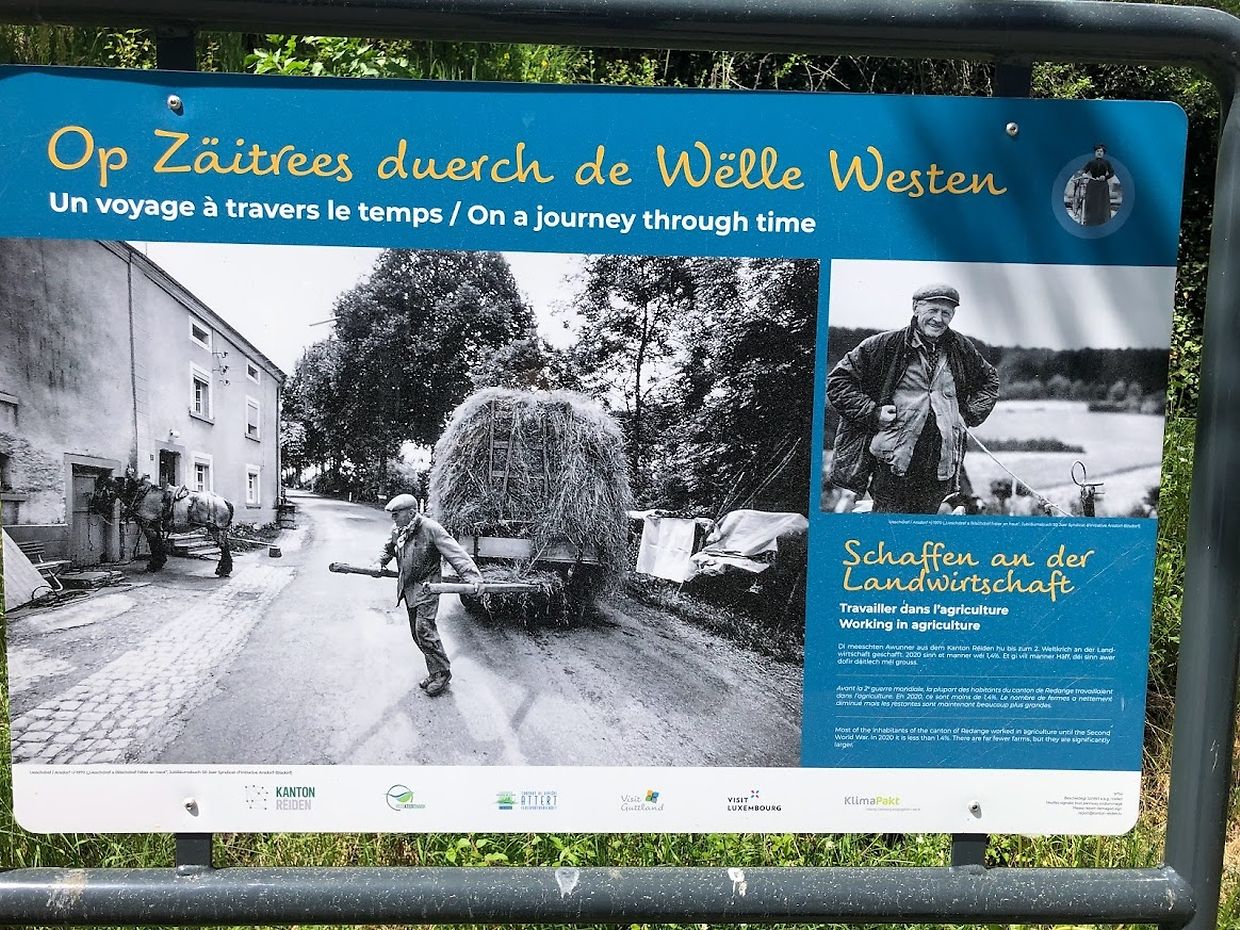 Op Zäitrees duerch de Wëlle Westen
Un voyage à travers le temps / On a journey through time
Schaffen an der
Landwirtschaft
Travailler dans l'agriculture
Working in agriculture
Di meeschten Awunner aus dem Kanton Réiden hu bis zum 2. Weltkrich an der Land-
wirtschaft geschafft. 2020 sinn et manner wéi 1,4%. Et gi vill manner Häff, déi sinn awer
dofir däitlech méi grouss.
Avant la 2e guerre mondiale, la plupart des habitants du canton de Redange travaillaient
dans l'agriculture. En 2020, ce sont moins de 1,4%. Le nombre de fermes a nettement
diminué mais les restantes sont maintenant beaucoup plus grandes.
Most of the inhabitants of the canton of Redange worked in agriculture until the Second
World War. In 2020 it is less than 1.4%. There are far fewer farms, but they are significantly
larger.
KANTON
REIDEN
ATTERT
Visit
Guttland
VISIT
LUXEMBOURG
KlimaPakt